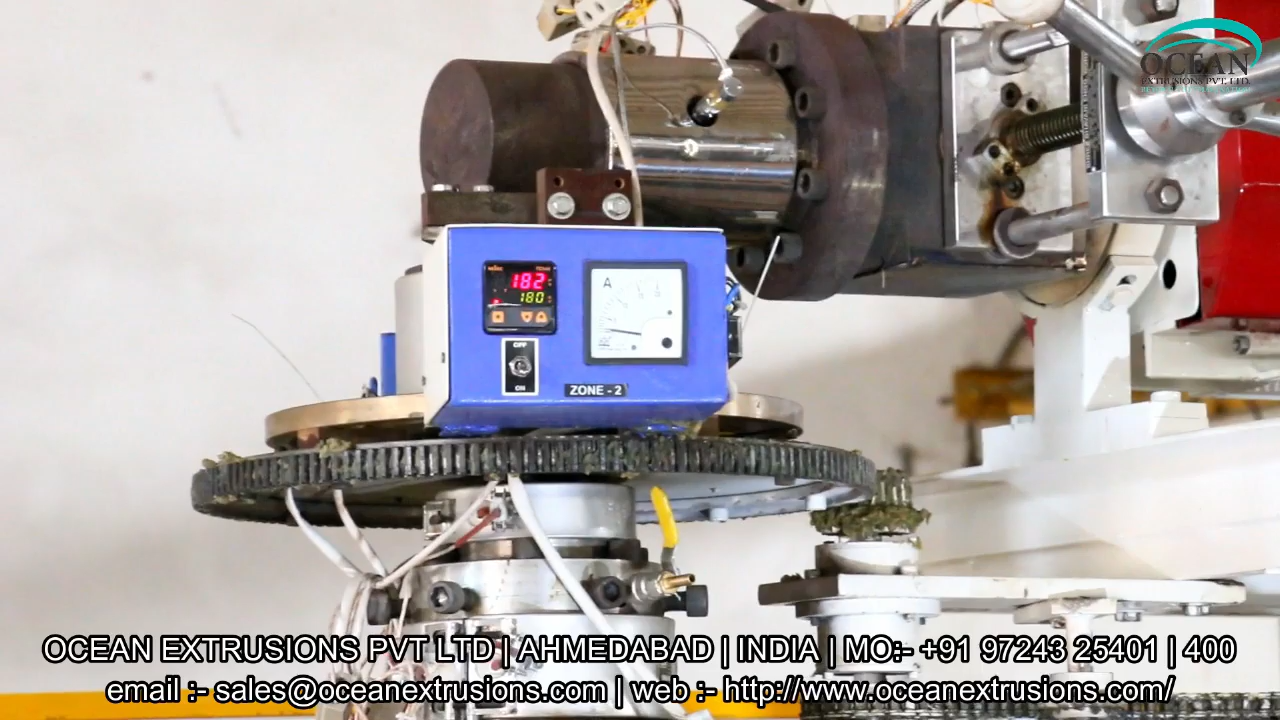 OCEAN
EXTRUSIONS PVT. LTD.
182
180
A
OFF
ON
ZONE - 2
OCEAN EXTRUSIONS PVT LTD | AHMEDABAD | INDIA | MO:- +91 97243 25401 | 400
email :- sales@oceanextrusions.com | web :- http://www.oceanextrusions.com/